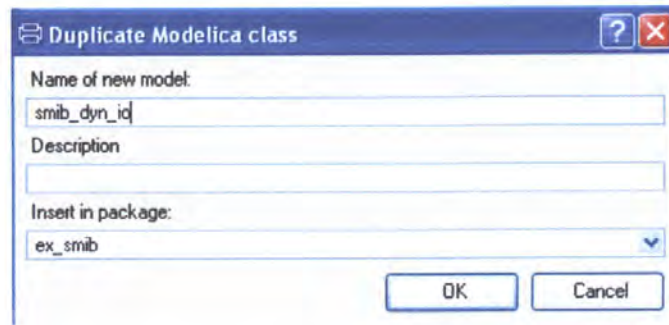 Duplicate Modelica class
Name of new model:
smib_dyn_io
Description
Insert in package:
ex_smib
OK
Cancel